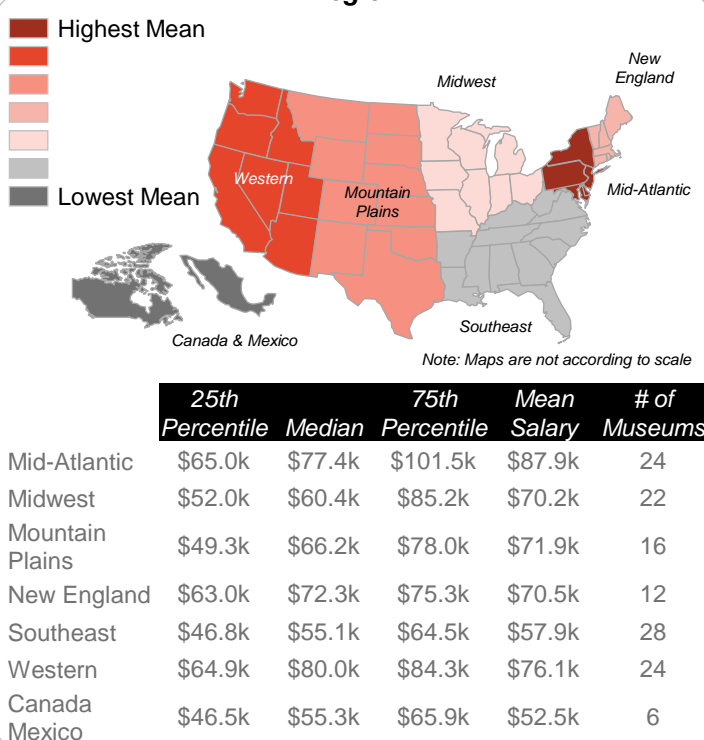 Highest Mean
Lowest Mean
New
England
Midwest
Western
Mountain
Plains
Mid-Atlantic
Southeast
Canada & Mexico
Note: Maps are not according to scale
25th Percentile Median 75th Percentile Mean Salary # of Museums
Mid-Atlantic $65.0k $77.4k $101.5k $87.9k 24
Midwest $52.0k $60.4k $85.2k $70.2k 22
Mountain Plains $49.3k $66.2k $78.0k $71.9k 16
New England $63.0k $72.3k $75.3k $70.5k 12
Southeast $46.8k $55.1k $64.5k $57.9k 28
Western $64.9k $80.0k $84.3k $76.1k 24
Canada Mexico $46.5k $55.3k $65.9k $52.5k 6